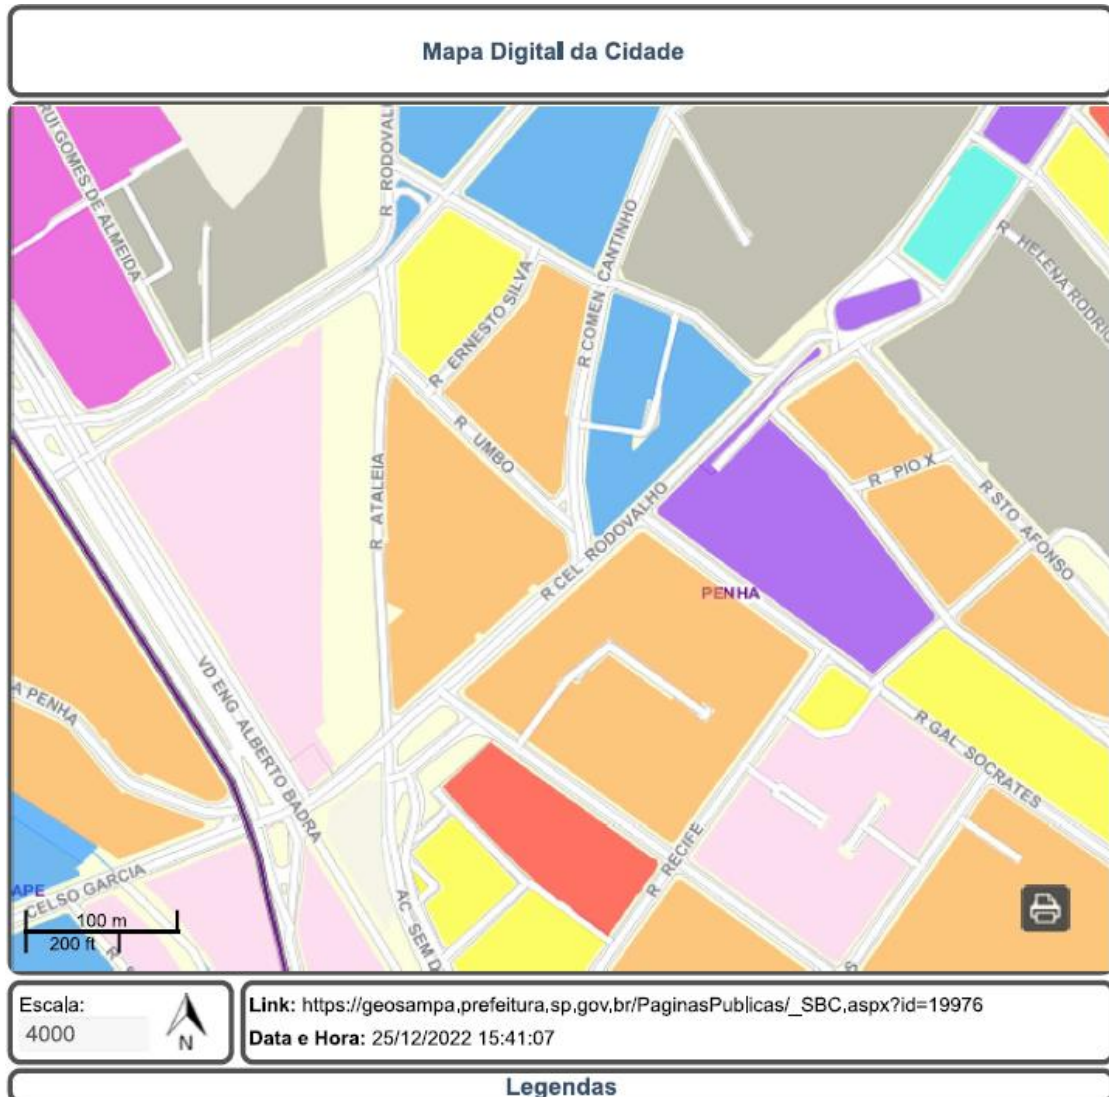 Mapa Digital da Cidade
RUI GOMES DE ALMEIDA
R RODOVAL
R COMEN CANTINHO
R HELENA RODRIG
R ERNESTO SILVA
R UMBO
R ATALEIA
R CEL RODOVALHO
R PIO X
R STO AFONSO
PENHA
A PENHA
VD ENG ALBERTO BADRA
R GAL SOCRATES
R RECIFE
APE
CELSO GARCIA
AC SEM D
100 m
200 ft
R
S
Escala:
4000
N
Link: https://geosampa.prefeitura.sp.gov.br/PaginasPublicas/_SBC.aspx?id=19976
Data e Hora: 25/12/2022 15:41:07
Legendas